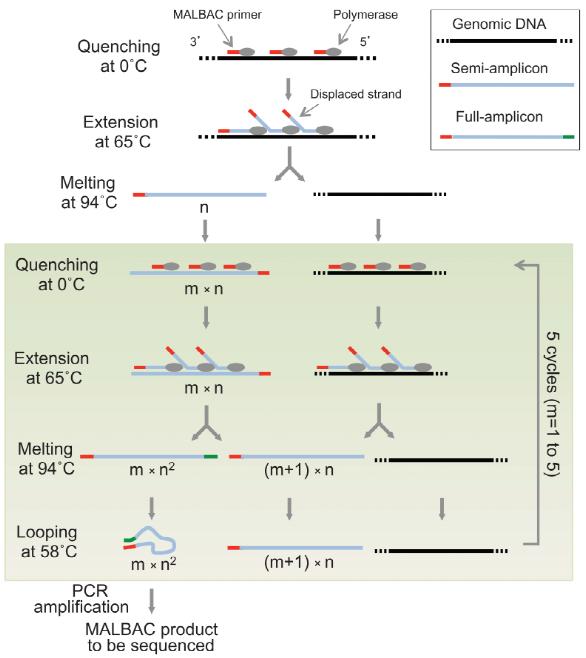 MALBAC primer
Polymerase
Quenching
at 0˚C
3'
5'
Genomic DNA
Semi-amplicon
Full-amplicon
Displaced strand
Extension
at 65˚C
Melting
at 94˚C
n
Quenching
at 0˚C
m × n
Extension
at 65˚C
m × n
5 cycles (m=1 to 5)
Melting
at 94˚C
m × n²
(m+1) × n
Looping
at 58˚C
m × n²
(m+1) × n
PCR
amplification
MALBAC product
to be sequenced